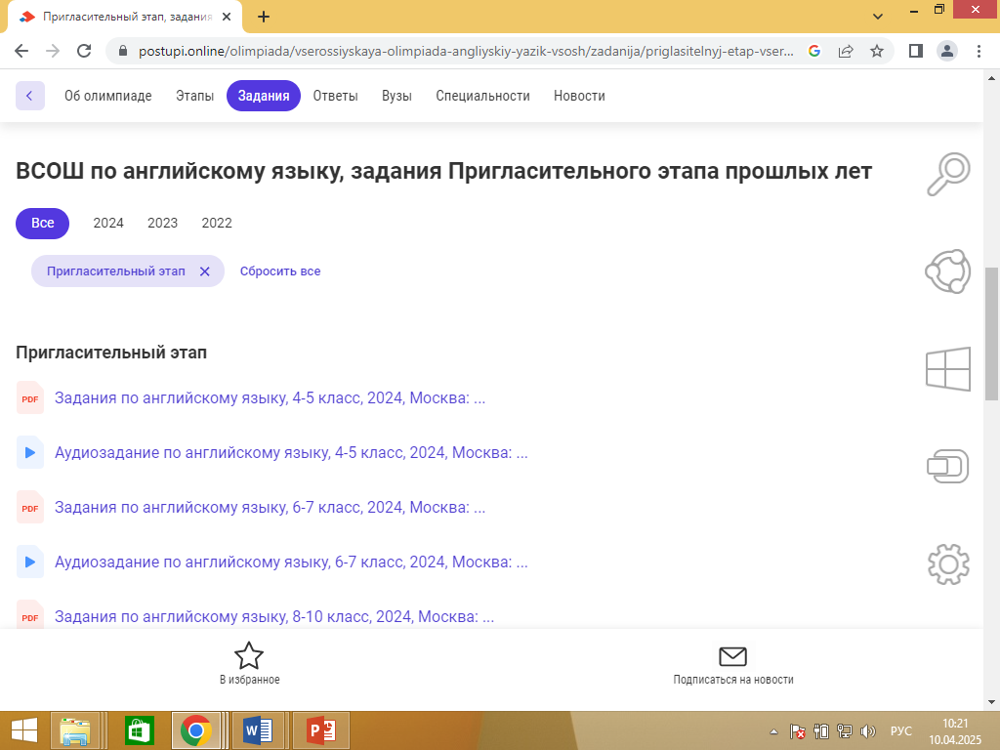 Пригласительный этап, задания
postupi.online/olimpiada/vserossiyskaya-olimpiada-angliyskiy-yazik-vsosh/zadanija/priglasitelnyj-etap-vser...
Об олимпиаде Этапы Задания Ответы Вузы Специальности Новости
ВСОШ по английскому языку, задания Пригласительного этапа прошлых лет
Все 2024 2023 2022
Пригласительный этап Сбросить все
Пригласительный этап
PDF Задания по английскому языку, 4-5 класс, 2024, Москва: ...
Аудиозадание по английскому языку, 4-5 класс, 2024, Москва: ...
PDF Задания по английскому языку, 6-7 класс, 2024, Москва: ...
Аудиозадание по английскому языку, 6-7 класс, 2024, Москва: ...
PDF Задания по английскому языку, 8-10 класс, 2024, Москва: ...
В избранное Подписаться на новости
РУС 10:21
10.04.2025